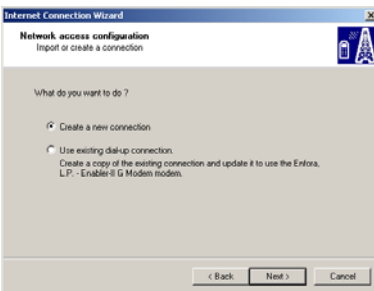 Internet Connection Wizard
Network access configuration
Import or create a connection
What do you want to do ?
Create a new connection
Use existing dial-up connection.
Create a copy of the existing connection and update it to use the Enfora,
L.P. - Enabler-II G Modem modem.
< Back
Next >
Cancel